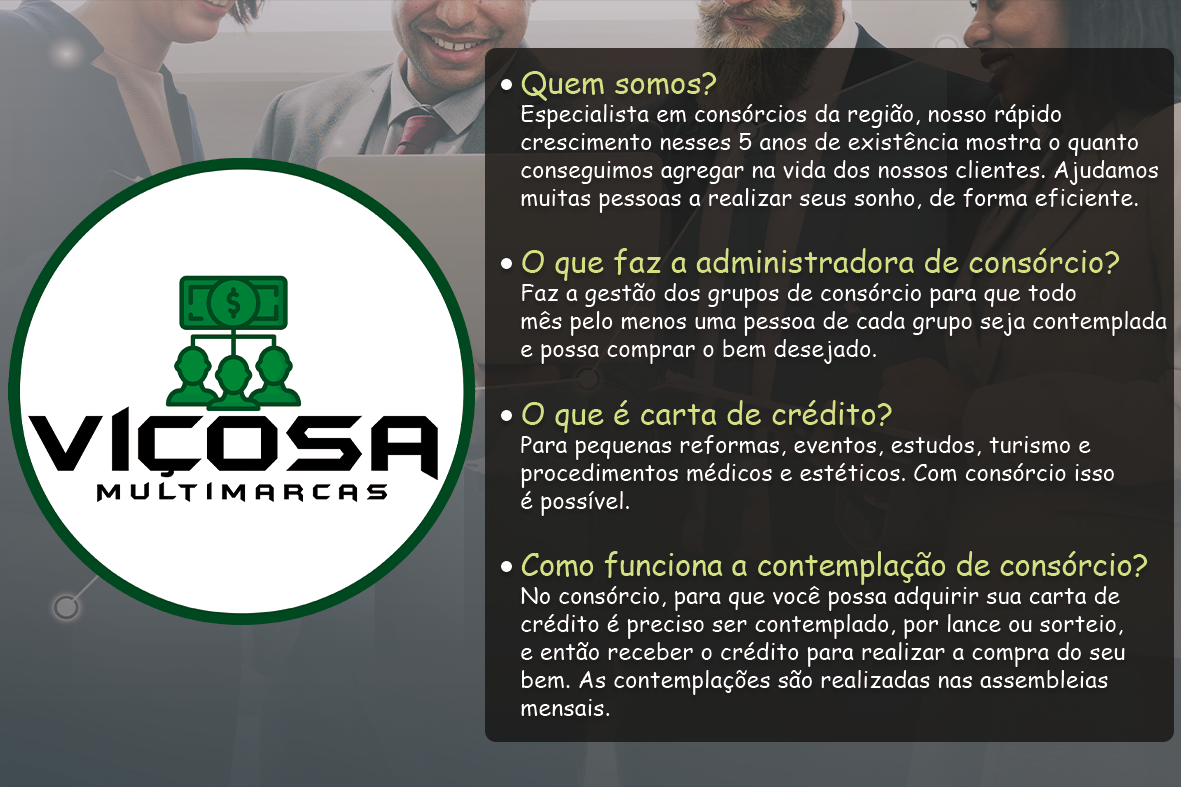 VIÇOSA
MULTIMARCAS
$
• Quem somos?
Especialista em consórcios da região, nosso rápido
crescimento nesses 5 anos de existência mostra o quanto
conseguimos agregar na vida dos nossos clientes. Ajudamos
muitas pessoas a realizar seus sonho, de forma eficiente.
• O que faz a administradora de consórcio?
Faz a gestão dos grupos de consórcio para que todo
mês pelo menos uma pessoa de cada grupo seja contemplada
e possa comprar o bem desejado.
• O que é carta de crédito?
Para pequenas reformas, eventos, estudos, turismo e
procedimentos médicos e estéticos. Com consórcio isso
é possível.
• Como funciona a contemplação de consórcio?
No consórcio, para que você possa adquirir sua carta de
crédito é preciso ser contemplado, por lance ou sorteio,
e então receber o crédito para realizar a compra do seu
bem. As contemplações são realizadas nas assembleias
mensais.